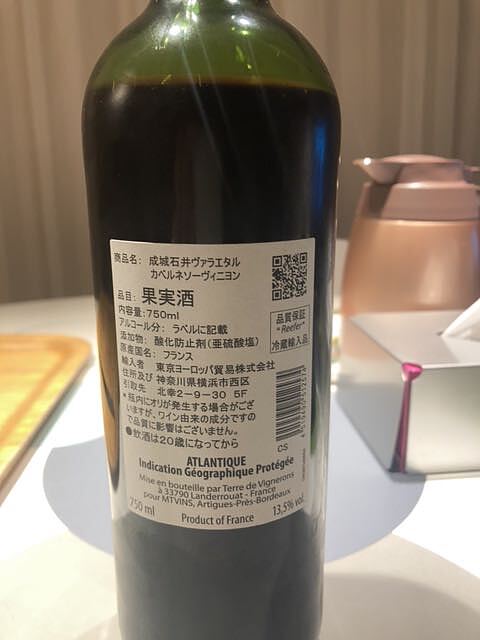 商品名: 成城石井ヴァラエタル
カベルネソーヴィニヨン
品目: 果実酒
内容量:750ml
アルコール分: ラベルに記載
添加物: 酸化防止剤(亜硫酸塩)
原産国名: フランス
輸入者 東京ヨーロッパ貿易株式会社
住所及び 神奈川県横浜市西区
引取先 北幸2-9-30 5F
*瓶内にオリが発生する場合がござ
いますが、ワイン由来の成分ですの
で品質に影響はございません。
●飲酒は20歳になってから
品質保証
"Reefer"
冷蔵輸入品
CS
ATLANTIQUE
Indication Géographique Protégée
Mise en bouteille par Terre de Vignerons
à 33790 Landerrouat - France
pour MTVINS, Artigues-Près-Bordeaux
750 ml
Product of France
13,5% vol.